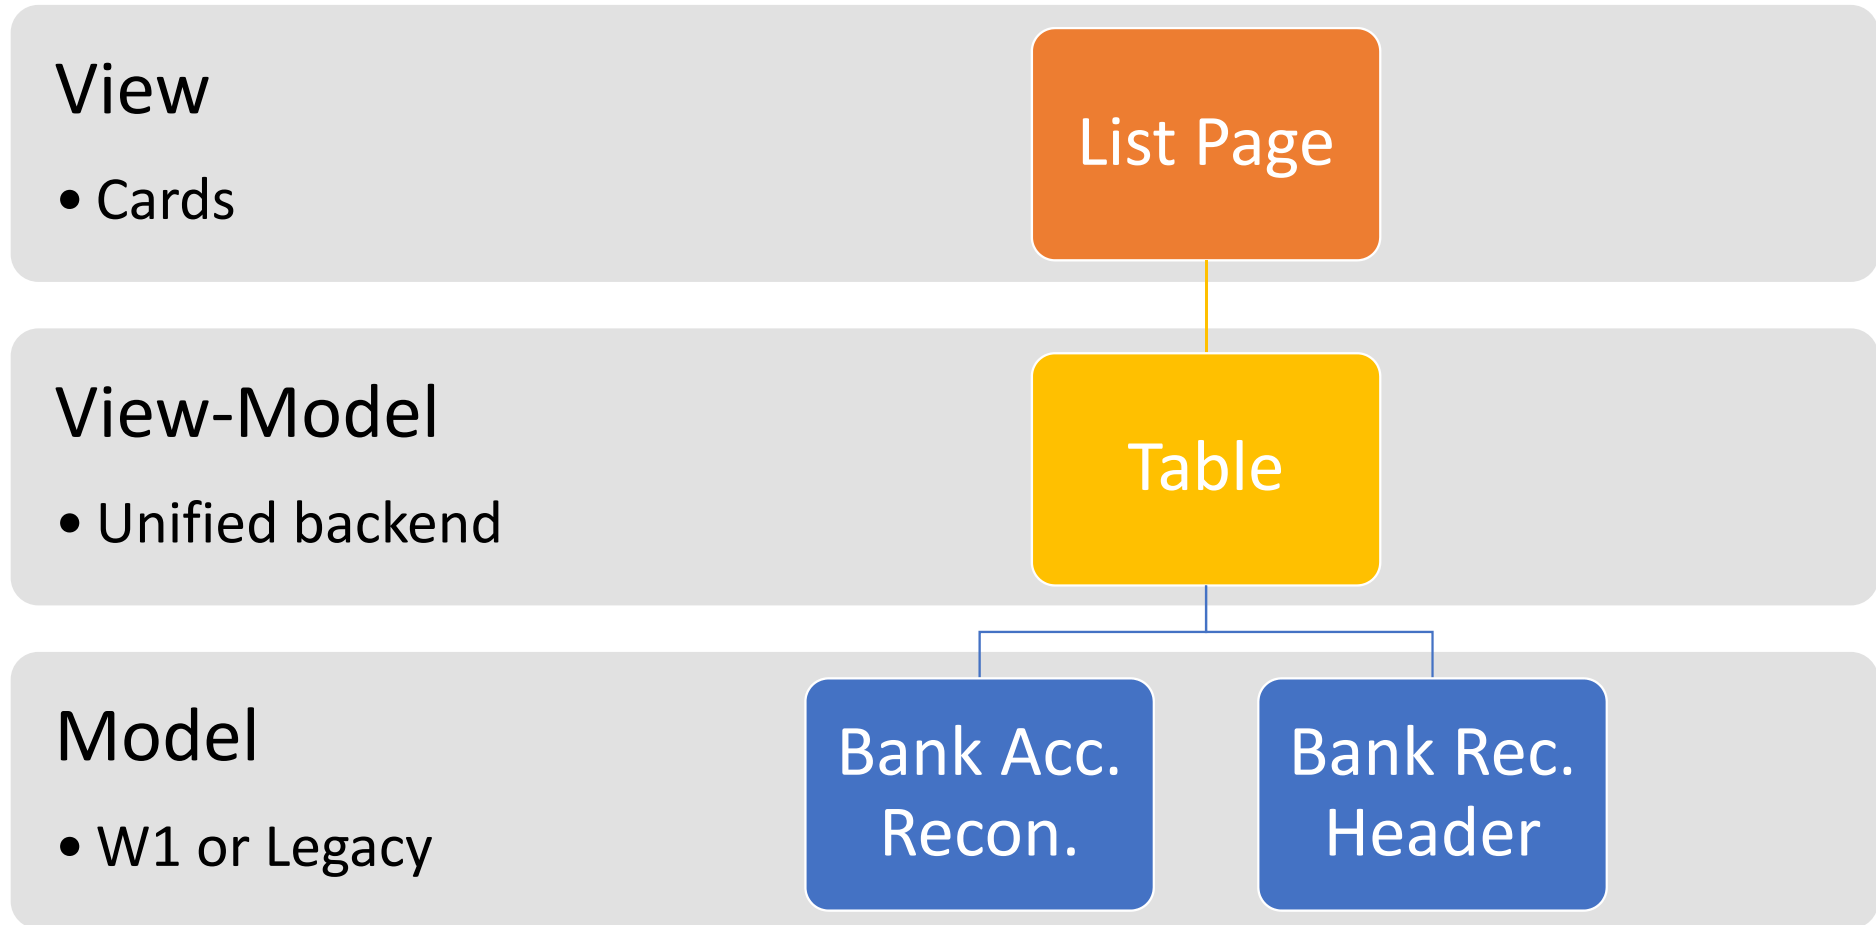 View
• Cards
List Page
View-Model
• Unified backend
Table
Model
• W1 or Legacy
Bank Acc.
Recon.
Bank Rec.
Header